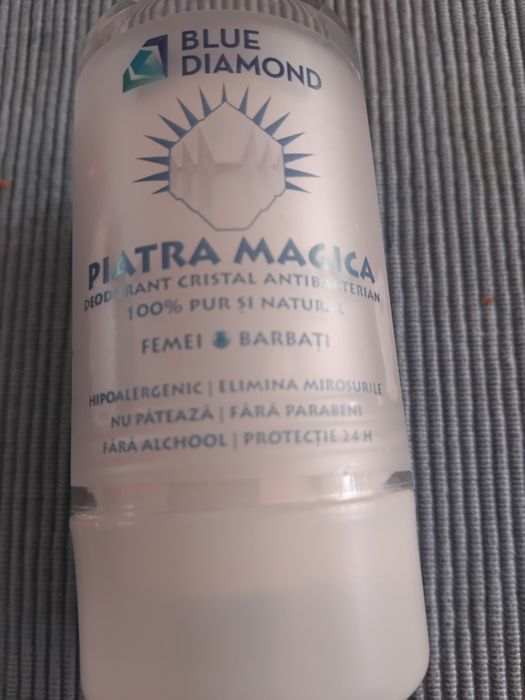 BLUE
DIAMOND
PIATRA MAGICA
DEODORANT CRISTAL ANTIBACTERIAN
100% PUR ȘI NATURAL
FEMEI BARBAȚI
HIPOALERGENIC | ELIMINA MIROSURILE
NU PĂTEAZĂ | FĂRĂ PARABENI
FĂRĂ ALCHOOL | PROTECȚIE 24 H